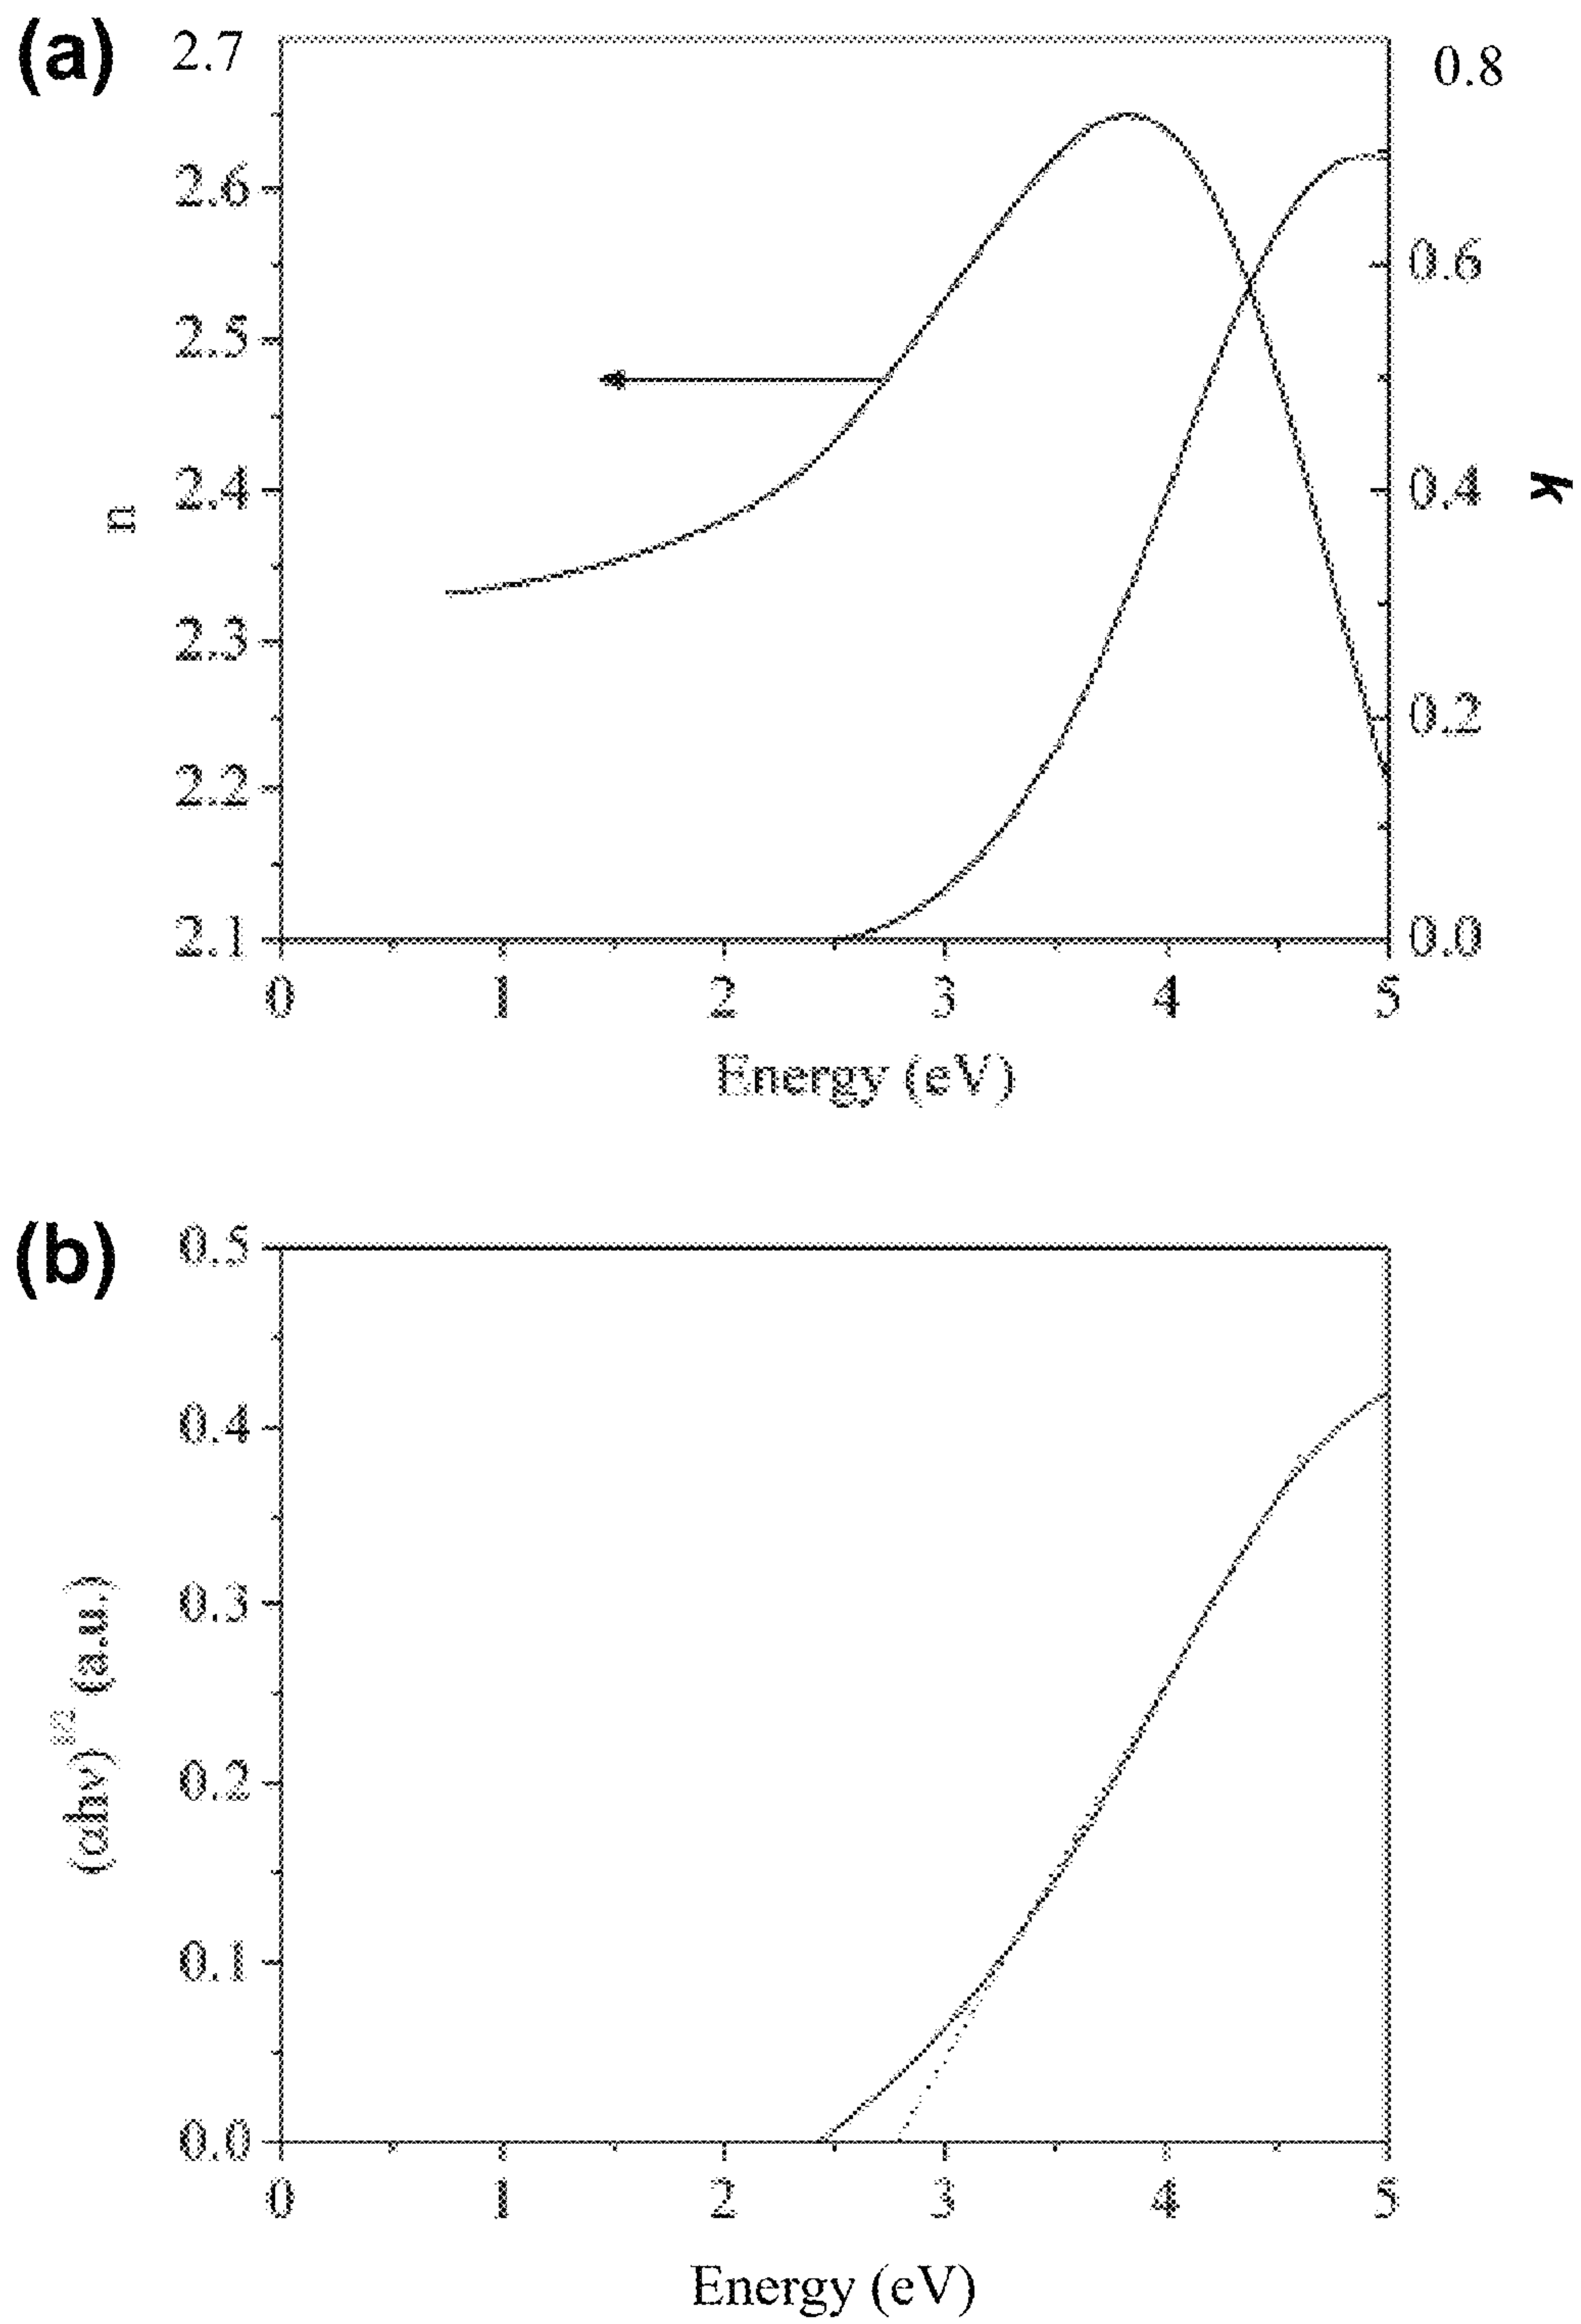 (a)
2.7
0.8
2.6
0.6
2.5
2.4
0.4
n
k
2.3
0.2
2.2
2.1
0.0
0 1 2 3 4 5
Energy (eV)
(b)
0.5
0.4
0.3
(αhν)^1/2 (a.u.)
0.2
0.1
0.0
0 1 2 3 4 5
Energy (eV)